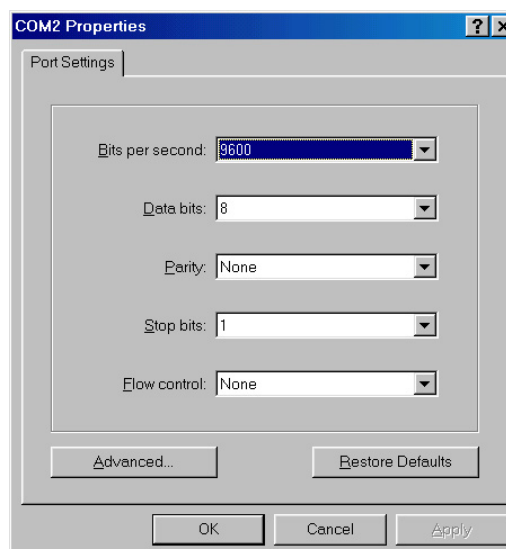 COM2 Properties
Port Settings
Bits per second: 9600
Data bits: 8
Parity: None
Stop bits: 1
Flow control: None
Advanced... Restore Defaults
OK Cancel Apply